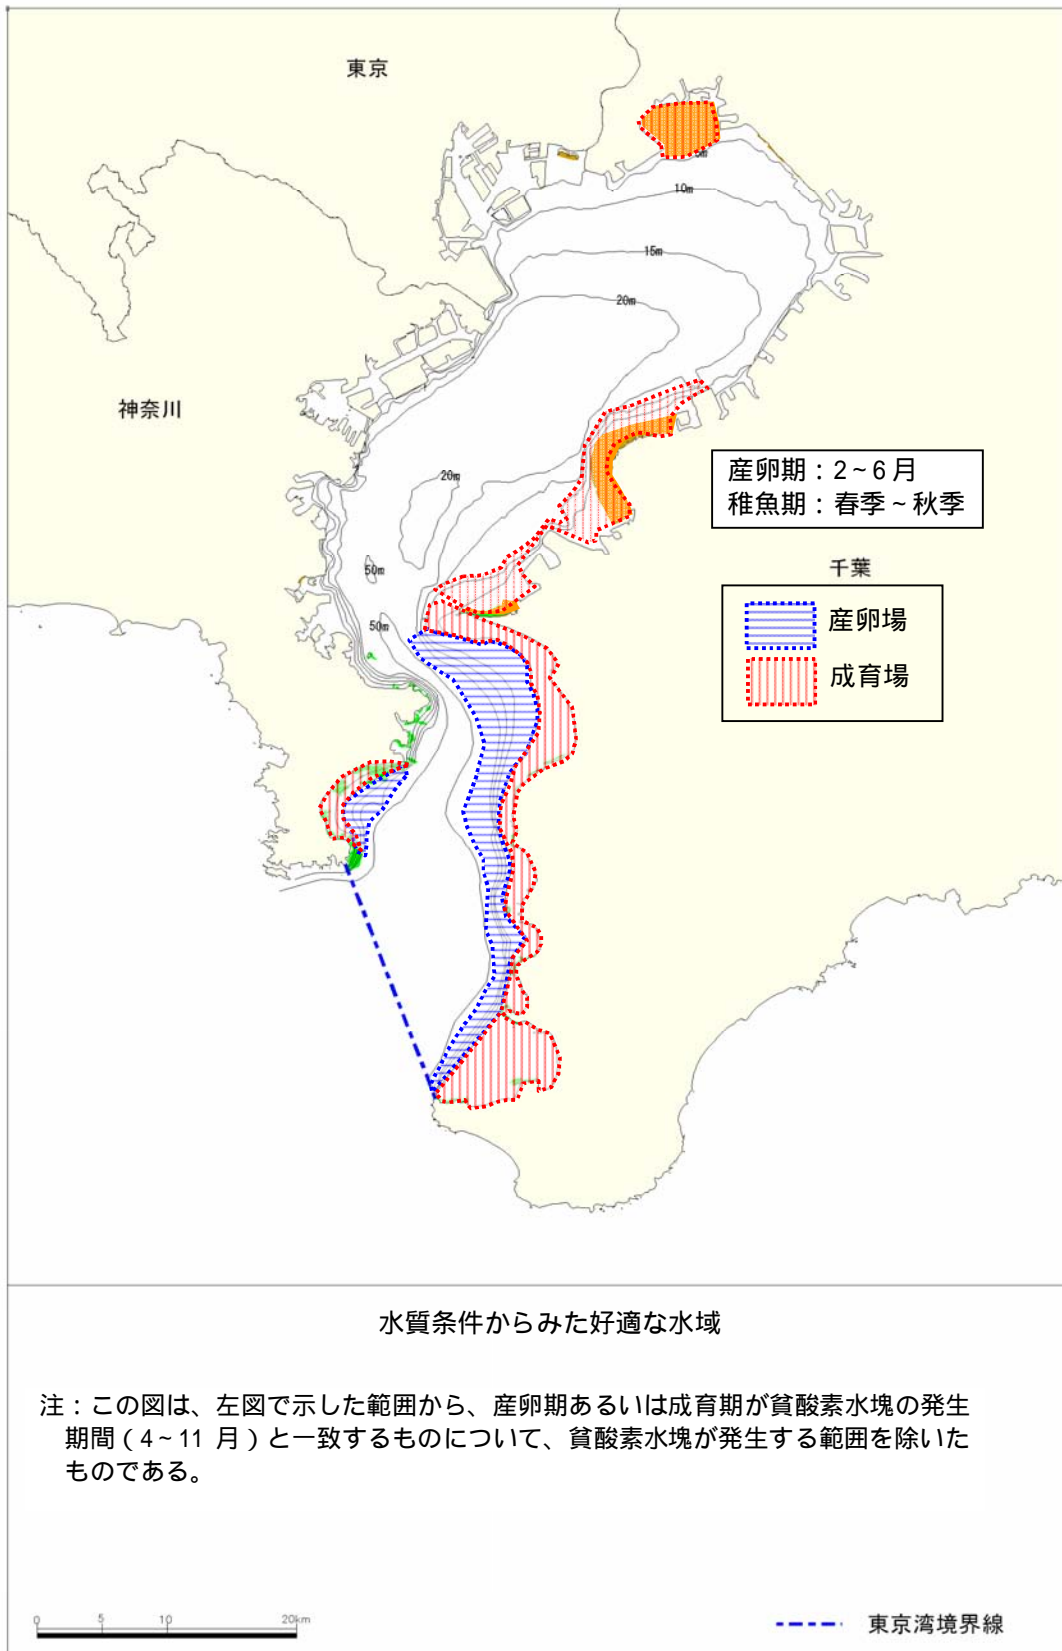 東京
10m
15m
20m
神奈川
20m
産卵期：2~6月
稚魚期：春季~秋季
千葉
50m
産卵場
50m
成育場
水質条件からみた好適な水域
注：この図は、左図で示した範囲から、産卵期あるいは成育期が貧酸素水塊の発生
期間（4~11 月）と一致するものについて、貧酸素水塊が発生する範囲を除いた
ものである。
0 5 10 20km
東京湾境界線